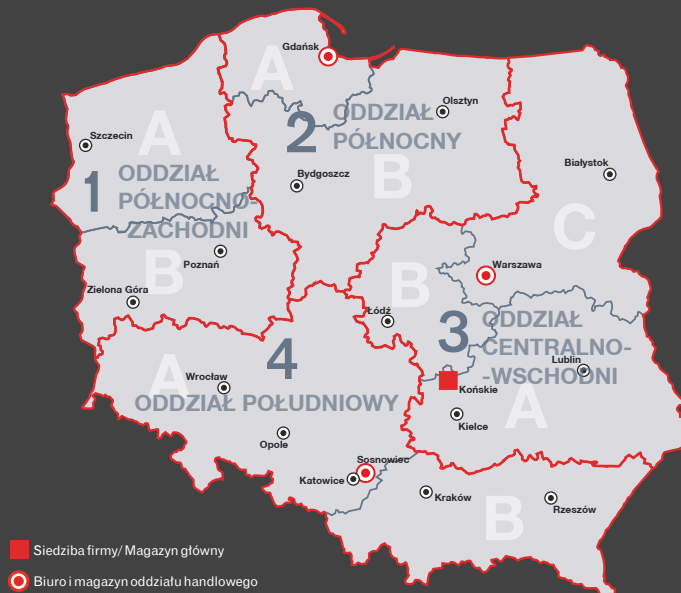 Gdańsk
A
Olsztyn
2 ODDZIAŁ
PÓŁNOCNY
Szczecin
A
Białystok
1 ODDZIAŁ
PÓŁNOCNO-
ZACHODNI
Bydgoszcz
B
C
Poznań
B
Zielona Góra
Warszawa
B
Łódź
3 ODDZIAŁ
CENTRALNO-
-WSCHODNI
Lublin
Końskie
Kielce
A
4
Wrocław
A
ODDZIAŁ POŁUDNIOWY
Opole
Sosnowiec
Katowice
Kraków
B
Rzeszów
Siedziba firmy/ Magazyn główny
Biuro i magazyn oddziału handlowego